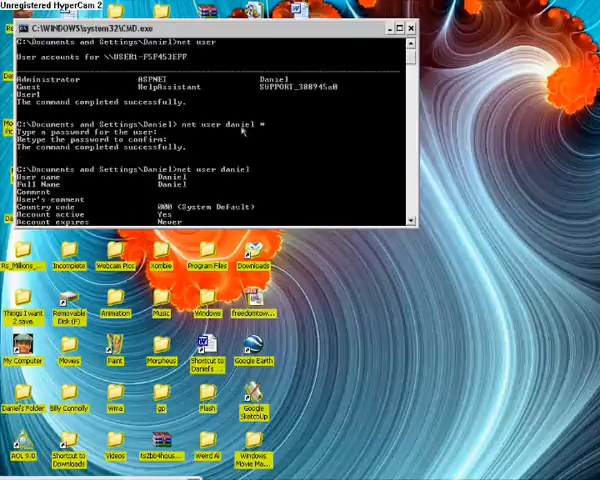 Unregistered HyperCam 2
C:\WINDOWS\system32\CMD.exe
C:\Documents and Settings\Daniel>net user
User accounts for \\USER1-F5F453EFF
Administrator ASPNET Daniel
Guest HelpAssistant SUPPORT_388945a0
User1
The command completed successfully.
C:\Documents and Settings\Daniel> net user daniel *
Type a password for the user:
Retype the password to confirm:
The command completed successfully.
C:\Documents and Settings\Daniel>net user daniel
User name Daniel
Full Name Daniel
Comment
User's comment
Country code 000 (System Default)
Account active Yes
Account expires Never
Incomplete Webcam Pics Xombie Program Files Downloads
Things I want 2 save Removable Disk (F) Animation Music Windows freedomtow...
My Computer Movies Paint Morpheus Shortcut to Daniel's ... Google Earth
Daniel's Folder Billy Connolly wma gp Flash Google SketchUp
AOL 9.0 Shortcut to Downloads Videos ts2bb4hous... Weird Al Windows Movie Ma...